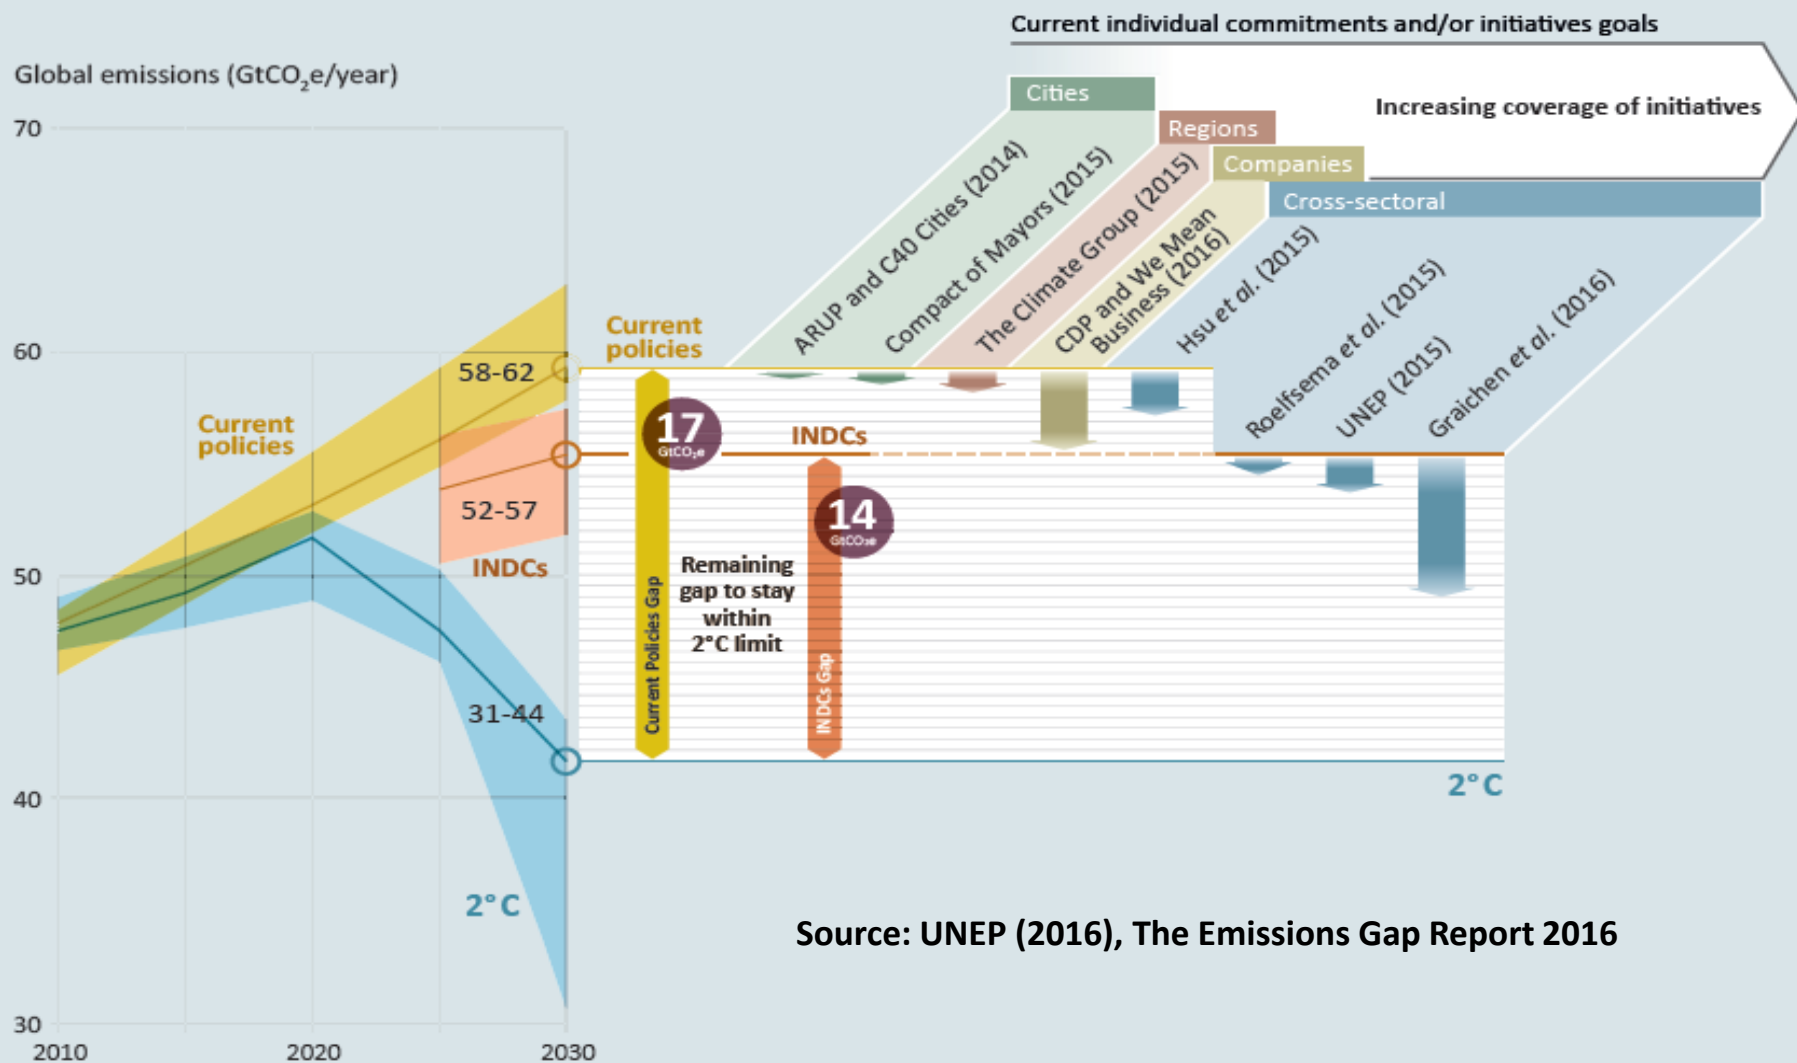 Current individual commitments and/or initiatives goals
Global emissions (GtCO₂e/year)
Cities
Increasing coverage of initiatives
Regions
Companies
Cross-sectoral
ARUP and C40 Cities (2014)
Compact of Mayors (2015)
The Climate Group (2015)
CDP and We Mean
Business (2016)
Hsu et al. (2015)
Roelfsema et al. (2015)
UNEP (2015)
Graichen et al. (2016)
70
60
50
40
30
2010
2020
2030
Current
policies
58-62
Current
policies
52-57
INDCs
31-44
2°C
17
GtCO₂e
INDCs
14
GtCO₂e
Current Policies Gap
Remaining
gap to stay
within
2°C limit
INDCs Gap
2°C
Source: UNEP (2016), The Emissions Gap Report 2016